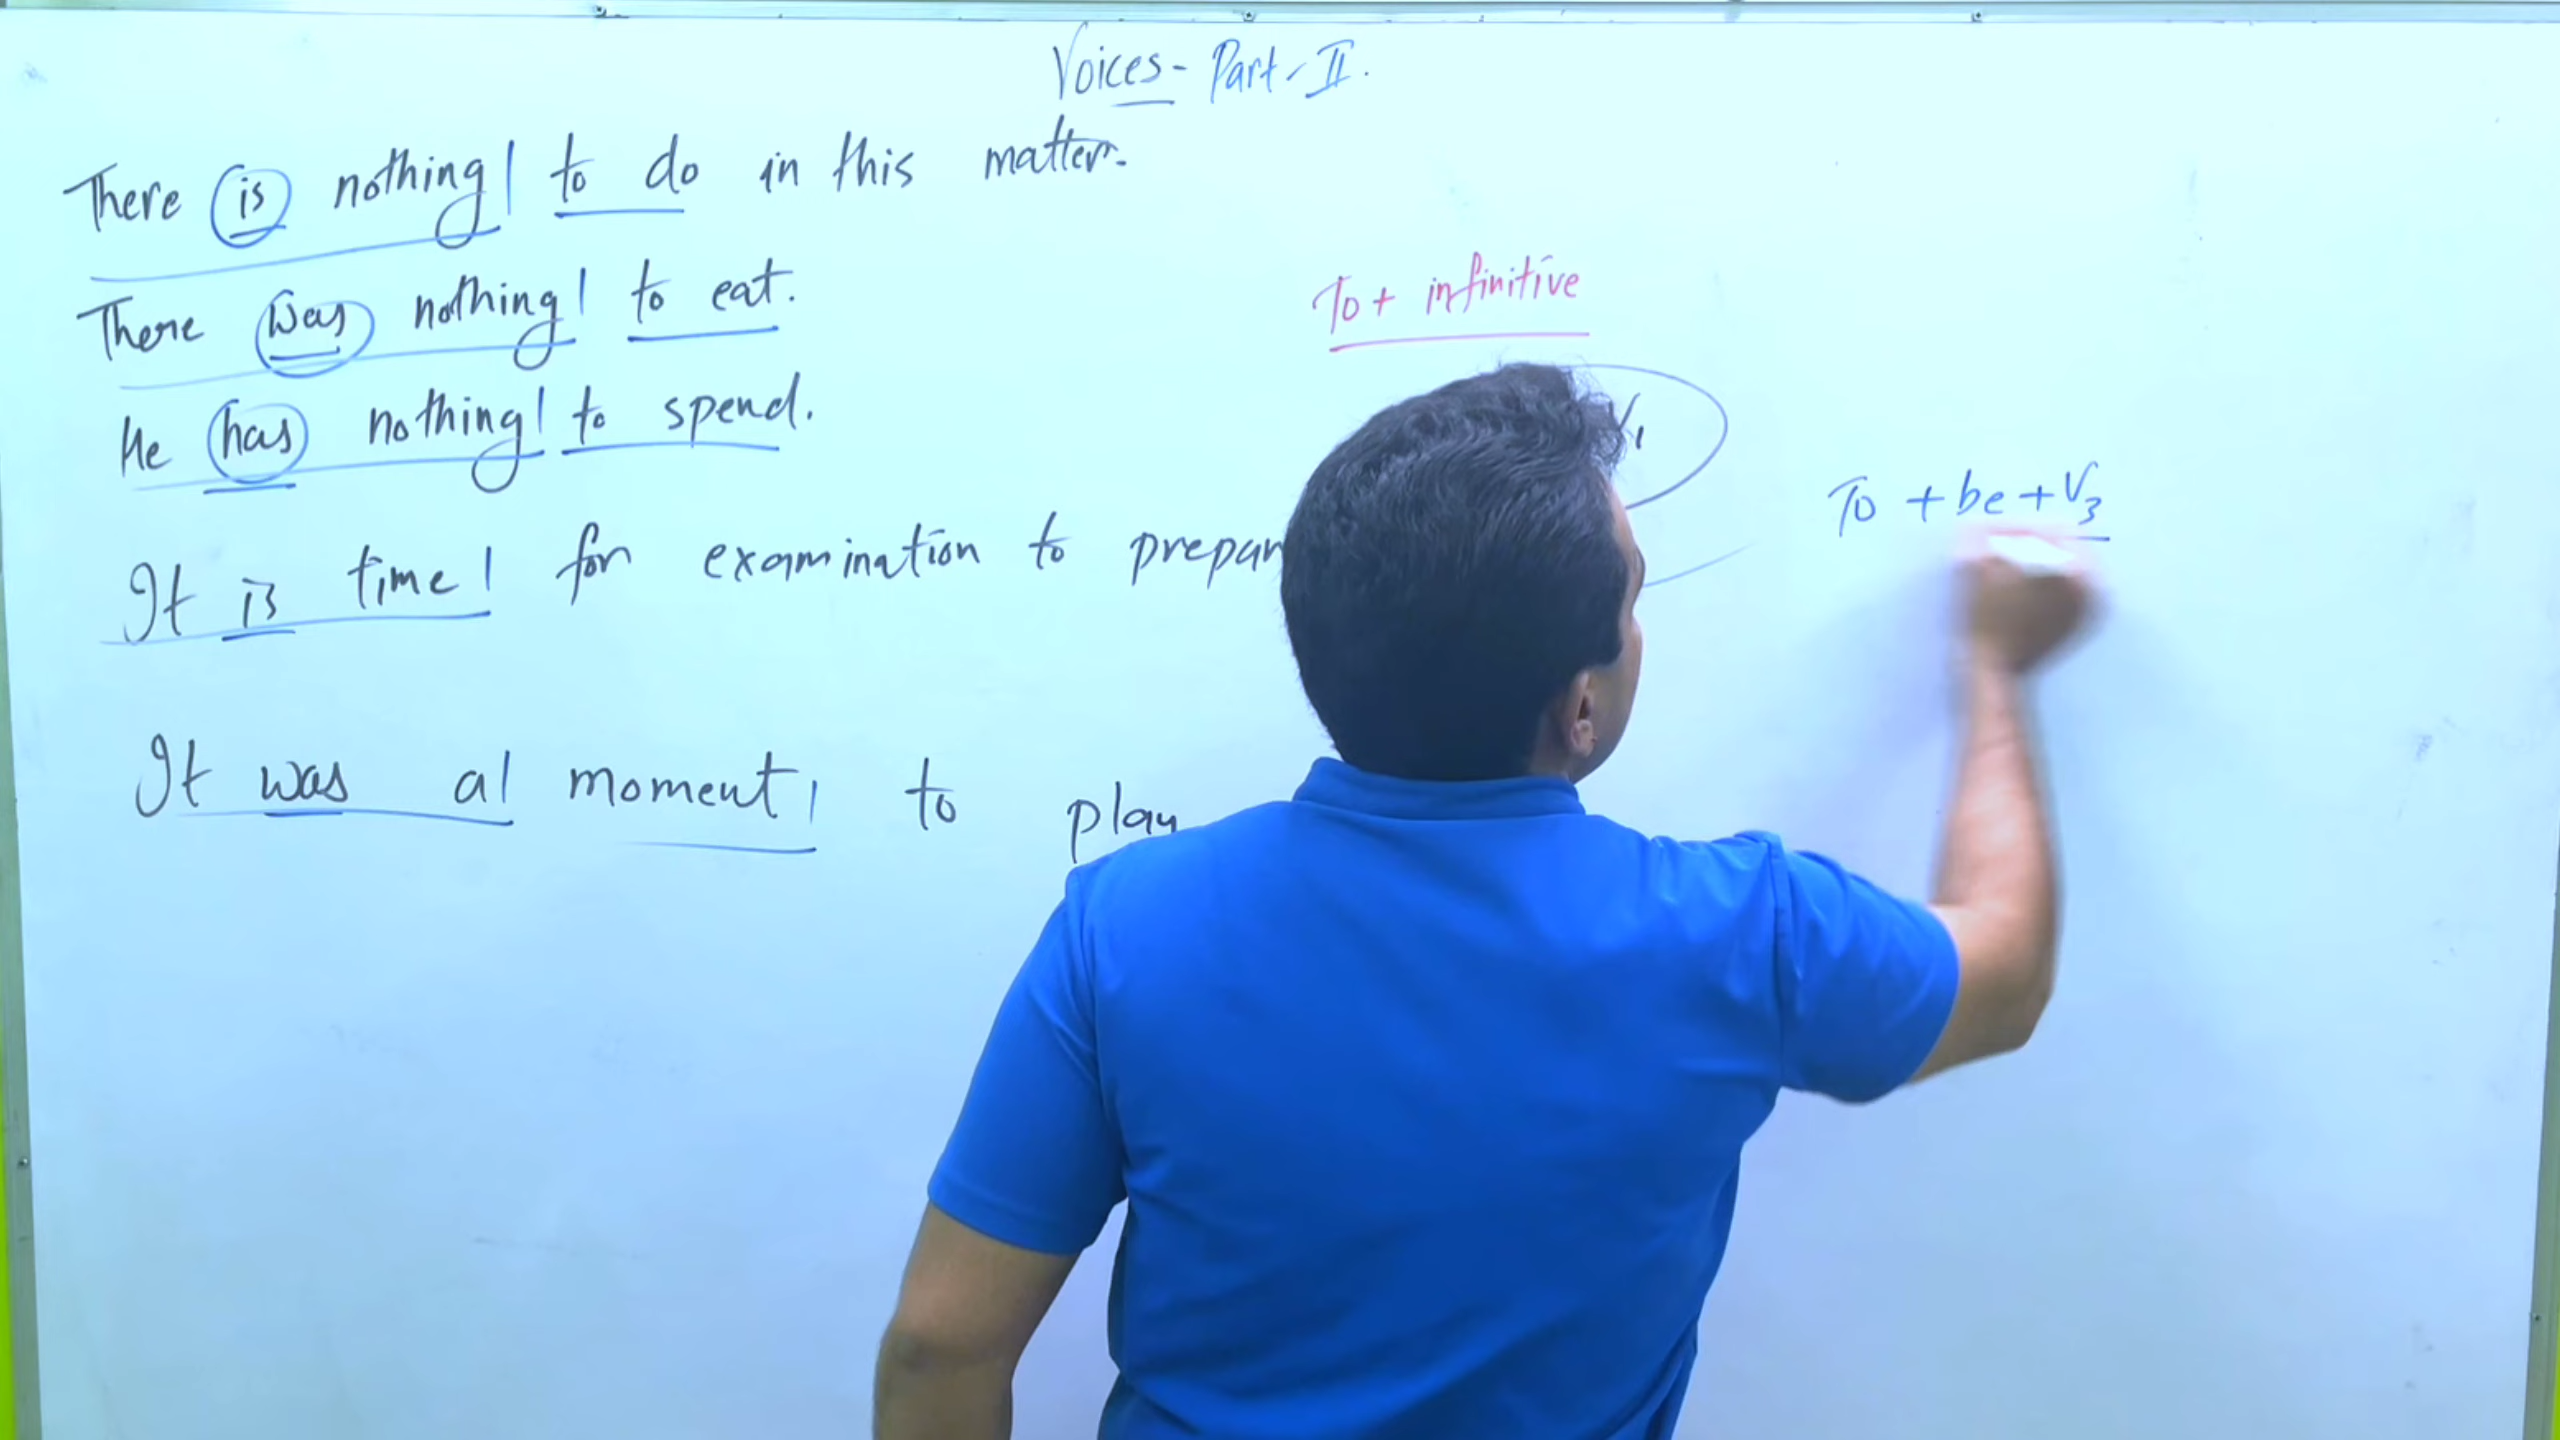 Voices - Part - II.
There is nothing to do in this matter.
There was nothing to eat.
He has nothing to spend.
It is time for examination to
It was a moment to play
To + infinitive
V1
To + be + V3